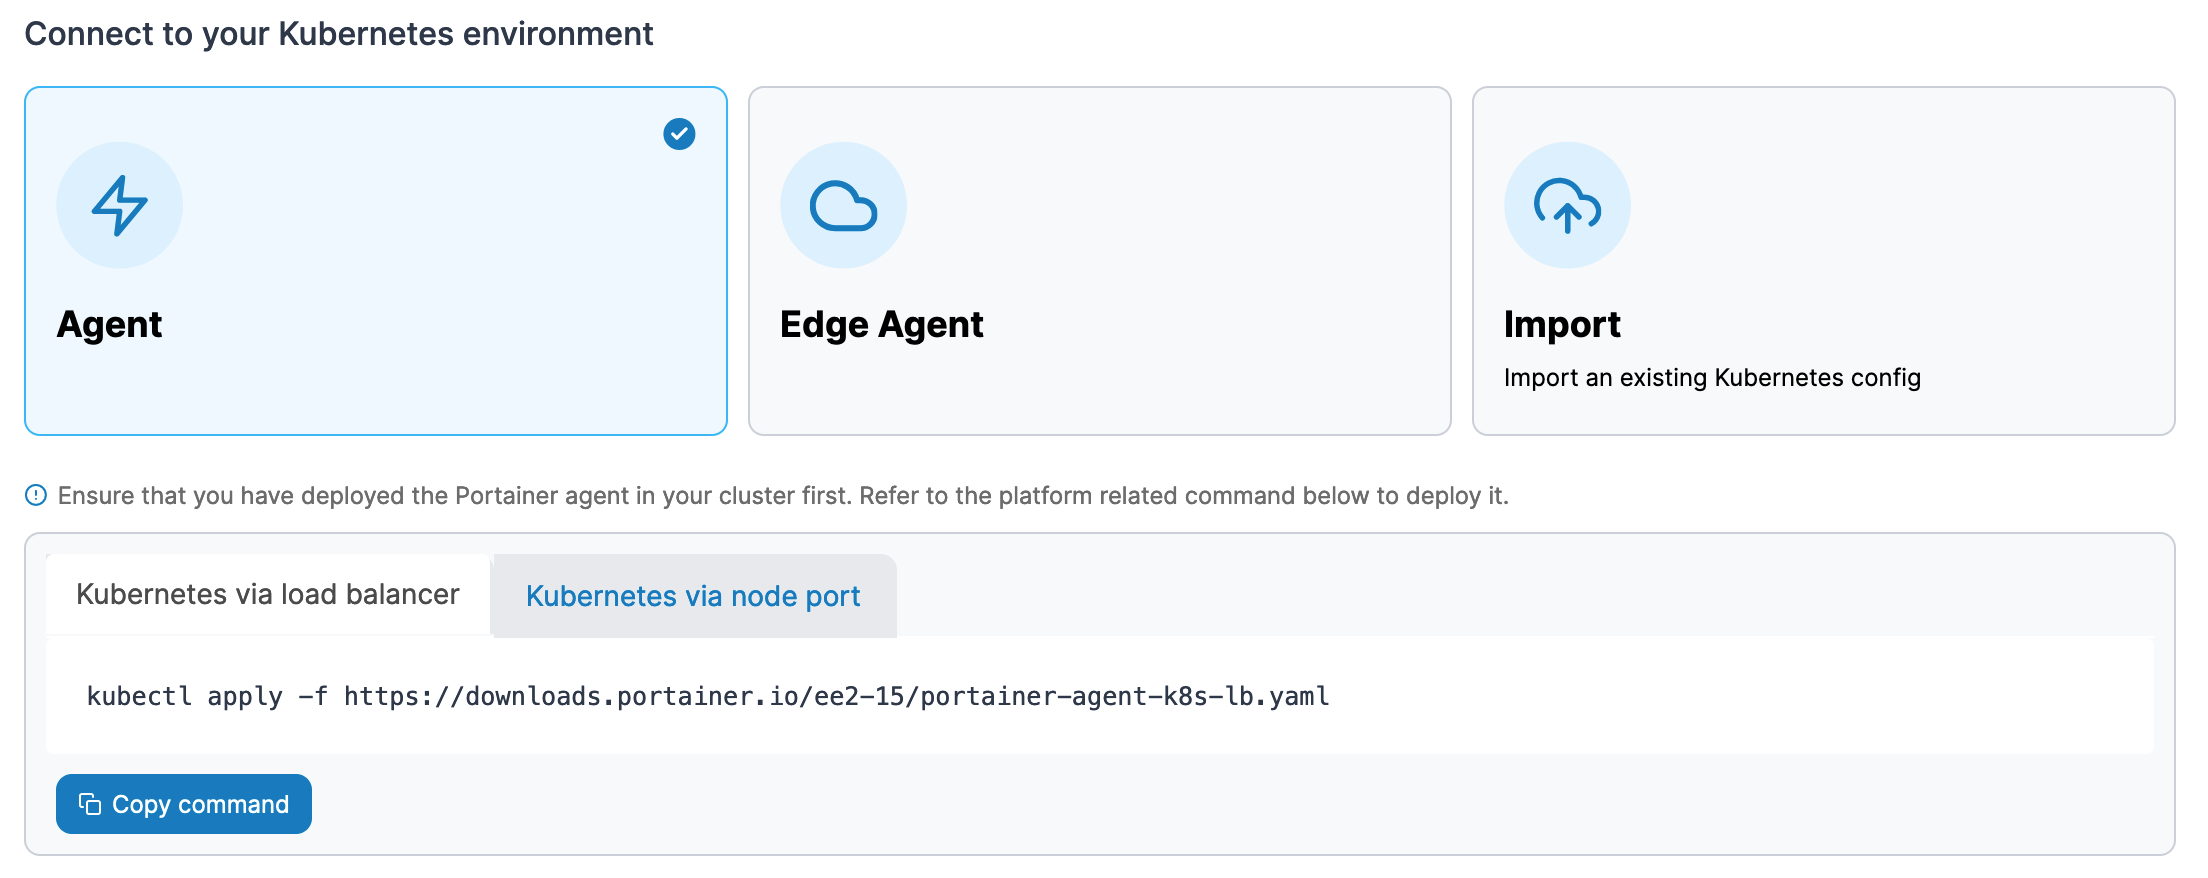 Connect to your Kubernetes environment
Agent
Edge Agent
Import
Import an existing Kubernetes config
Ensure that you have deployed the Portainer agent in your cluster first. Refer to the platform related command below to deploy it.
Kubernetes via load balancer
Kubernetes via node port
kubectl apply -f https://downloads.portainer.io/ee2-15/portainer-agent-k8s-lb.yaml
Copy command